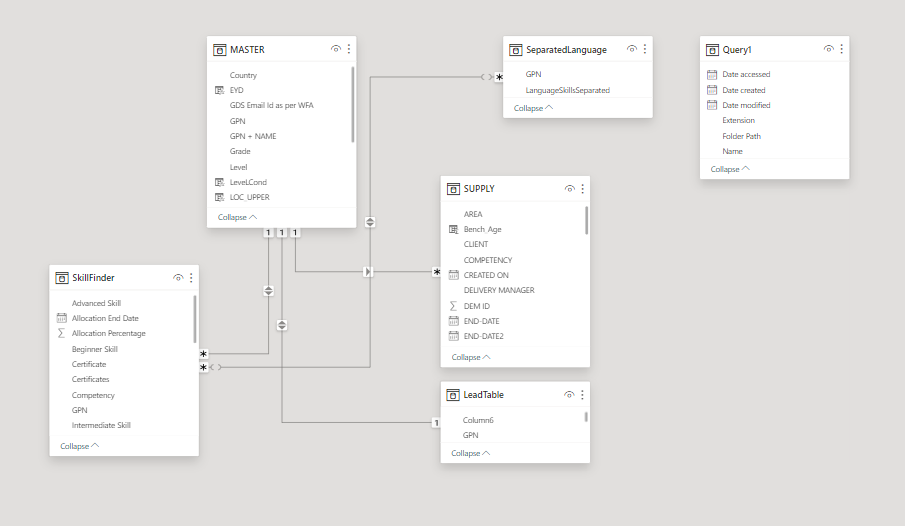 MASTER
Country
EYD
GDS Email Id as per WFA
GPN
GPN + NAME
Grade
Level
LeveLCond
LOC_UPPER
Collapse
1 1 1
SeparatedLanguage
*
GPN
LanguageSkillsSeparated
Collapse
Query1
Date accessed
Date created
Date modified
Extension
Folder Path
Name
Collapse
SUPPLY
AREA
Bench_Age
CLIENT
COMPETENCY
*
CREATED ON
DELIVERY MANAGER
DEM ID
END-DATE
END-DATE2
Collapse
SkillFinder
Advanced Skill
Allocation End Date
Allocation Percentage
Beginner Skill
*
Certificate
*
Certificates
Competency
GPN
Intermediate Skill
Collapse
LeadTable
Column6
1
GPN
Collapse